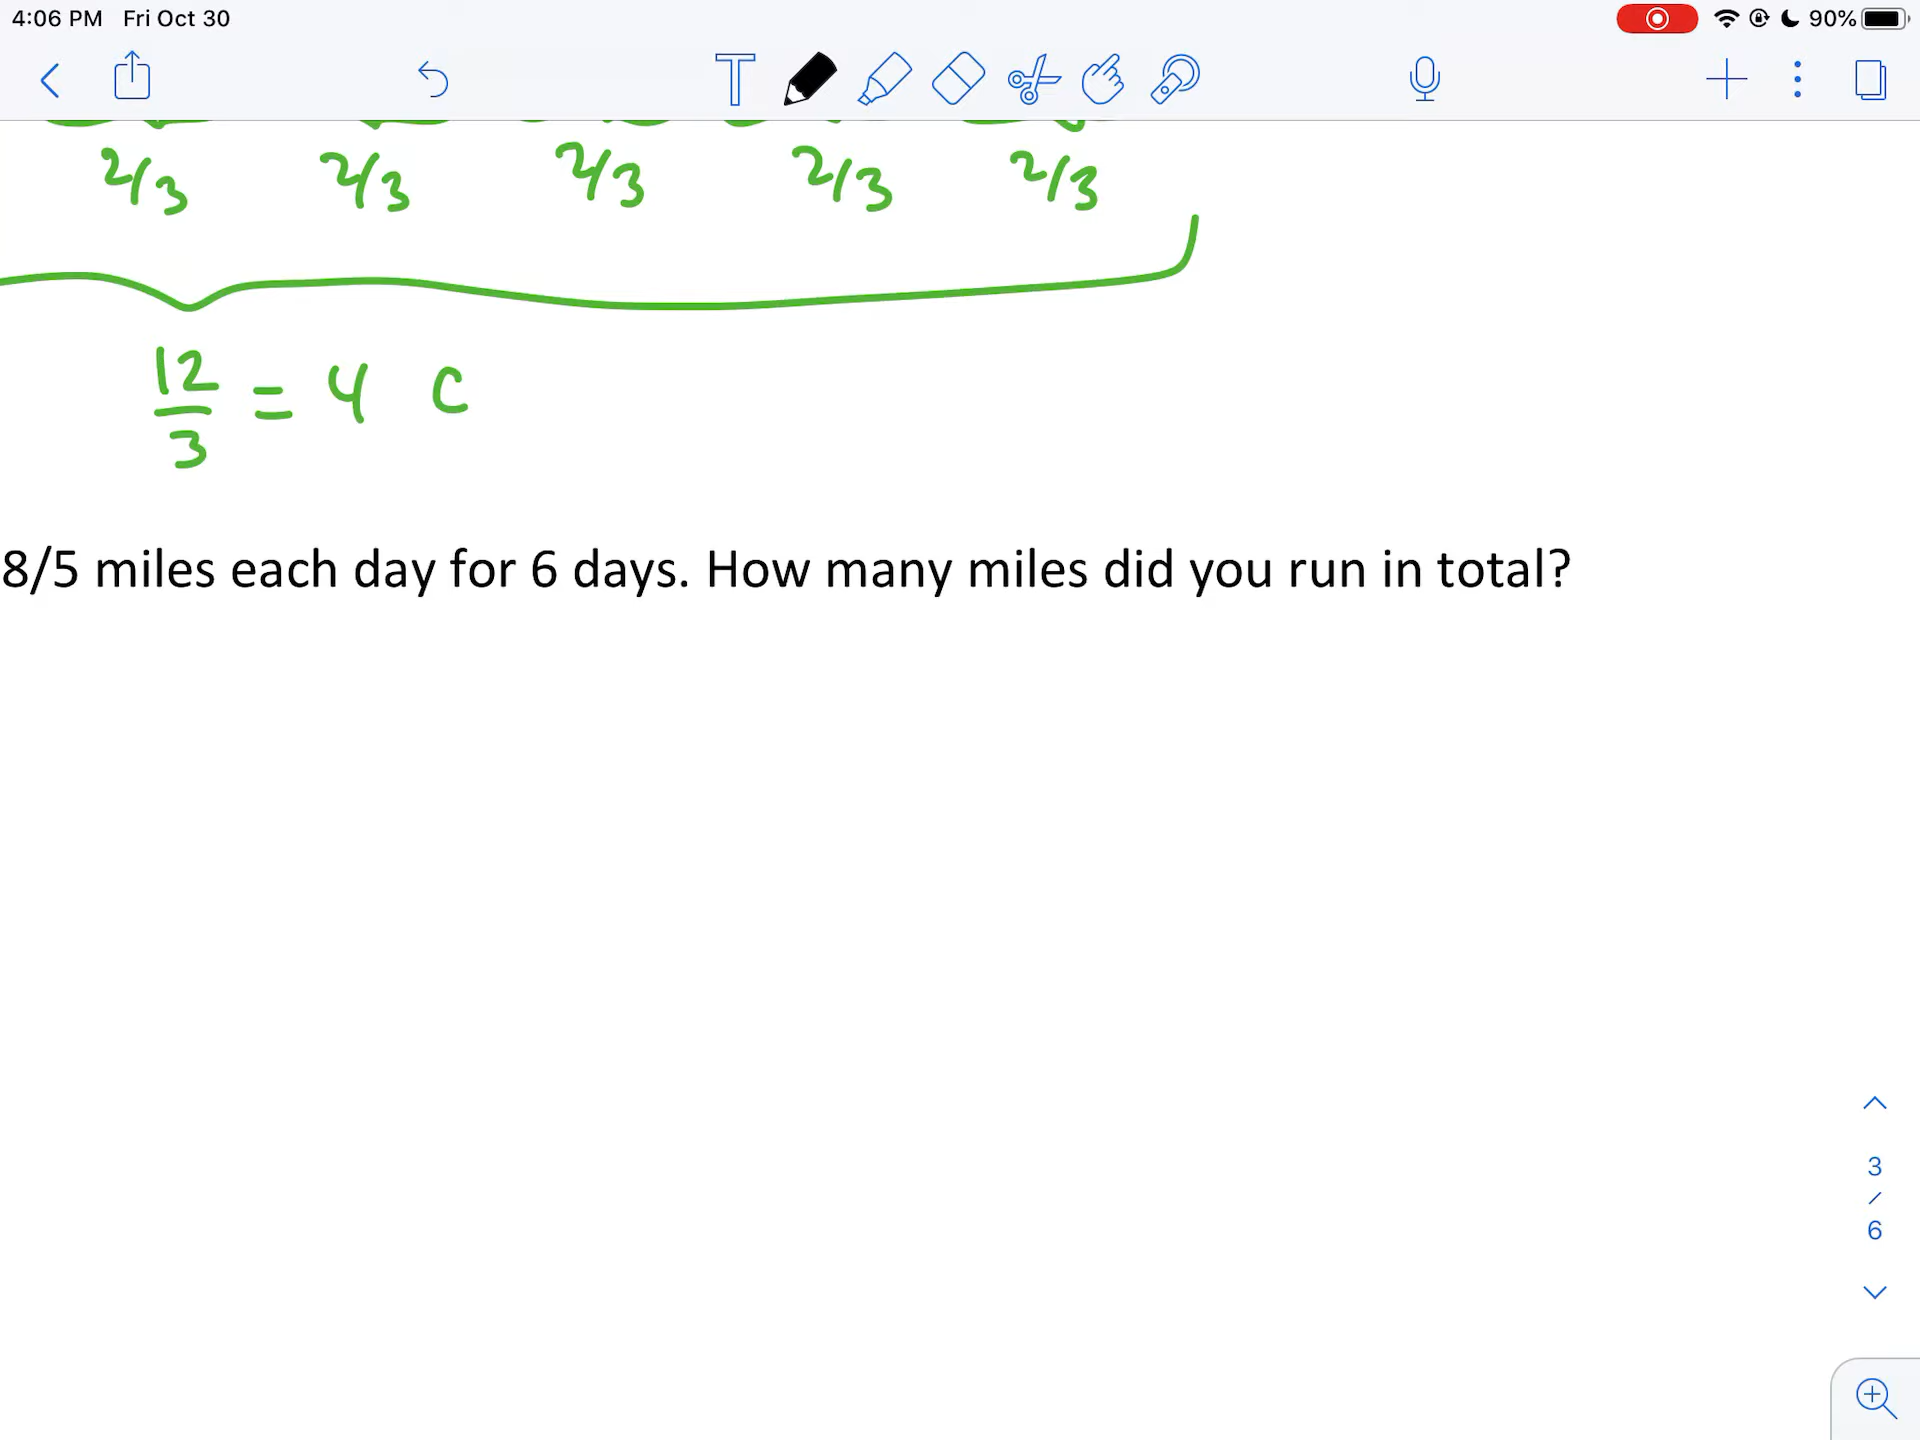 4:06 PM Fri Oct 30 90%
T
2/3 2/3 2/3 2/3 2/3
12/3 = 4 C
8/5 miles each day for 6 days. How many miles did you run in total?
3
/
6